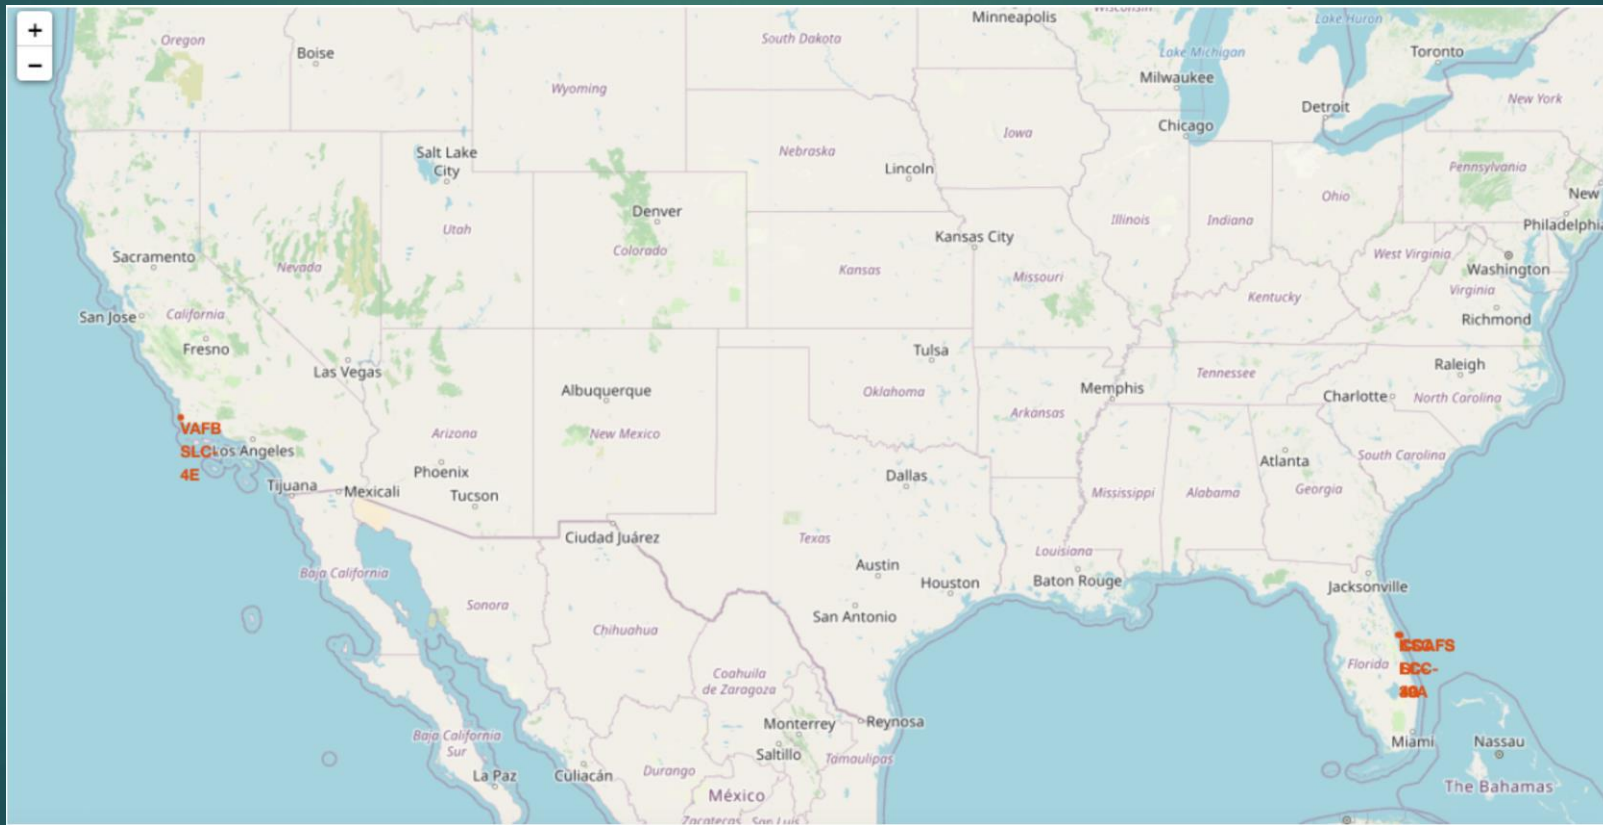 +
−
Oregon
Boise
South Dakota
Minneapolis
Lake Huron
Toronto
Lake Michigan
Milwaukee
Wyoming
Detroit
New York
Chicago
Iowa
Salt Lake
City
Nebraska
Lincoln
Pennsylvania
New
Ohio
Denver
Utah
Illinois
Indiana
Philadelphia
Kansas City
Colorado
Sacramento
Nevada
Kansas
Missouri
West Virginia
Washington
Virginia
Kentucky
San Jose
California
Richmond
Fresno
Las Vegas
Tulsa
Raleigh
Tennessee
Albuquerque
Oklahoma
Memphis
Charlotte
North Carolina
Arkansas
VAFB
SLC-
4E
Los Angeles
Arizona
New Mexico
Phoenix
Tucson
Dallas
Atlanta
South Carolina
Tijuana
Mexicali
Mississippi
Alabama
Georgia
Ciudad Juárez
Texas
Louisiana
Austin
Houston
Baton Rouge
Jacksonville
Baja California
Sonora
Chihuahua
San Antonio
Florida
Coahuila
de Zaragoza
Monterrey
Reynosa
Baja California
Sur
Saltillo
Tamaulipas
Miami
Nassau
La Paz
Culiacán
Durango
The Bahamas
México
Zacatecas
San Luis